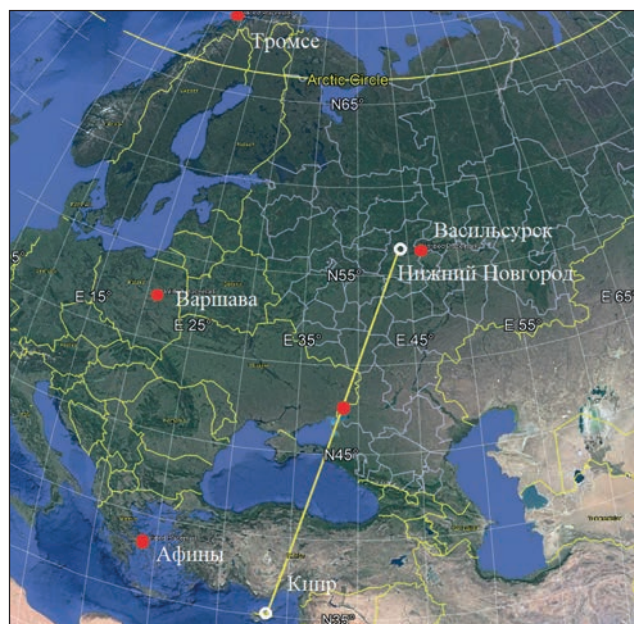 Тромсе
Arctic Circle
N65°
Васильсурск
Нижний Новгород
N55°
E 15°
Варшава
E 25°
E 35°
E 45°
E 55°
E 65°
N45°
Афины
Кипр
N35°